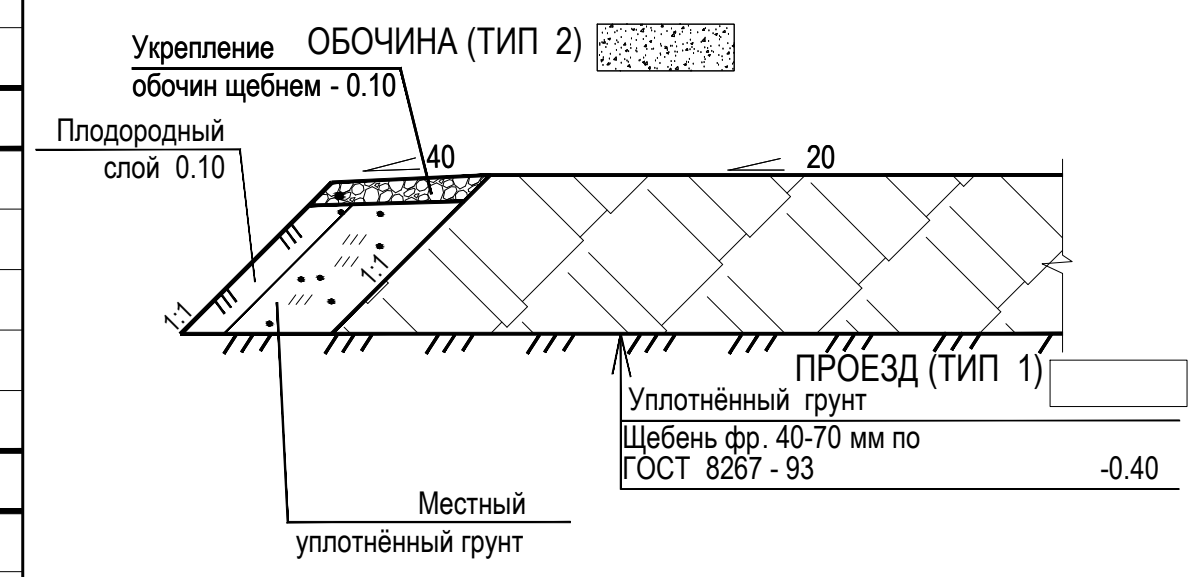 ОБОЧИНА (ТИП 2)
Укрепление
обочин щебнем - 0.10
Плодородный
слой 0.10
40
20
1:1
1:1
ПРОЕЗД (ТИП 1)
Уплотнённый грунт
Щебень фр. 40-70 мм по
ГОСТ 8267 - 93 -0.40
Местный
уплотнённый грунт